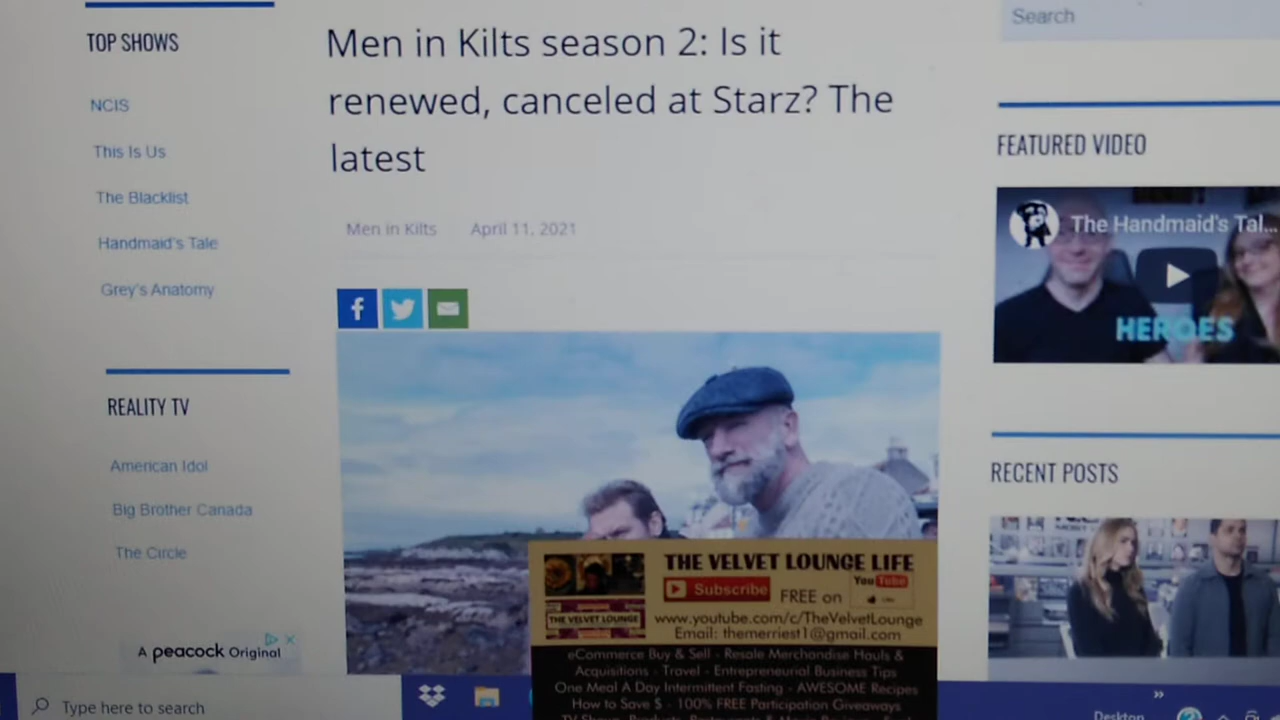 TOP SHOWS
NCIS
This Is Us
The Blacklist
Handmaid's Tale
Grey's Anatomy
REALITY TV
American Idol
Big Brother Canada
The Circle
A peacock Original
Men in Kilts season 2: Is it
renewed, canceled at Starz? The
latest
Men in Kilts April 11, 2021
Search
FEATURED VIDEO
The Handmaid's Tal...
HEROES
RECENT POSTS
THE VELVET LOUNGE LIFE
Subscribe FREE on YouTube
Like
THE VELVET LOUNGE
www.youtube.com/c/TheVelvetLounge
Email: themerriest1@gmail.com
eCommerce Buy & Sell - Resale Merchandise Hauls &
Acquisitions - Travel - Entrepreneurial Business Tips
One Meal A Day Intermittent Fasting - AWESOME Recipes
How to Save $ - 100% FREE Participation Giveaways
Type here to search
Desktop